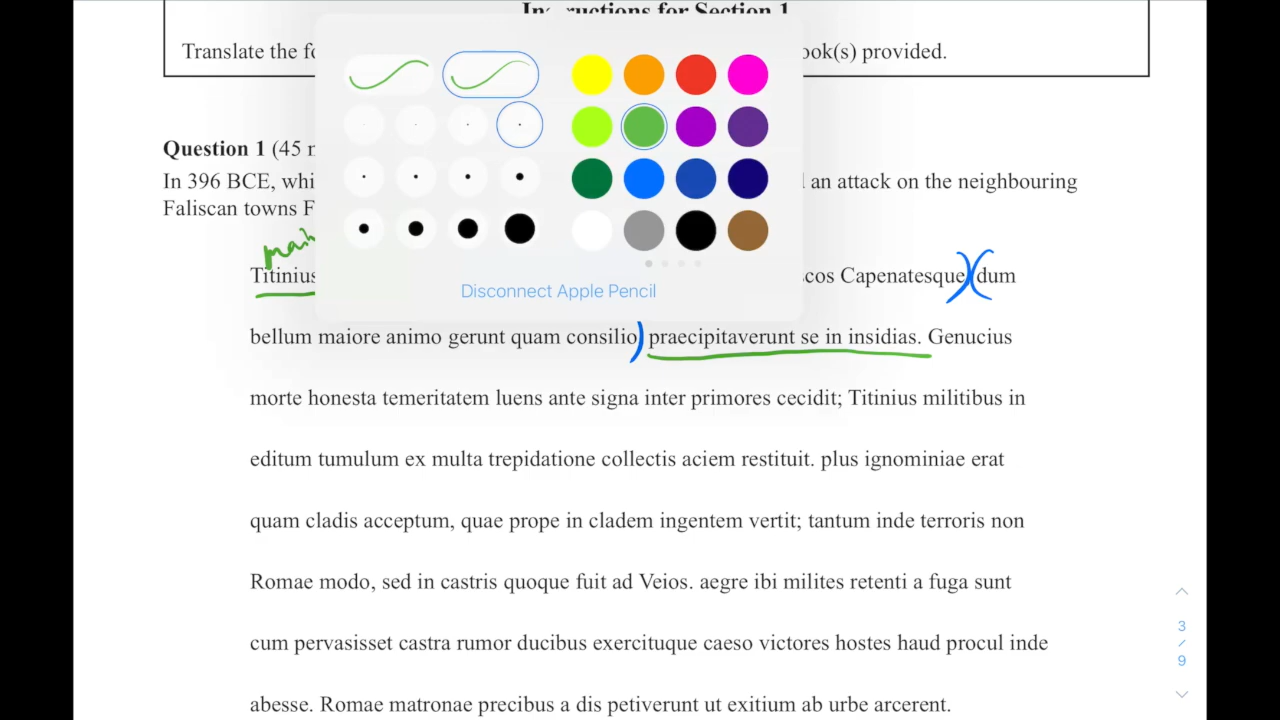 Instructions for Section 1
Translate the fo ook(s) provided.
Question 1 (45 m
In 396 BCE, whi an attack on the neighbouring
Faliscan towns F
main
Titinius scos Capenatesque, dum
bellum maiore animo gerunt quam consilio, praecipitaverunt se in insidias. Genucius
morte honesta temeritatem luens ante signa inter primores cecidit; Titinius militibus in
editum tumulum ex multa trepidatione collectis aciem restituit. plus ignominiae erat
quam cladis acceptum, quae prope in cladem ingentem vertit; tantum inde terroris non
Romae modo, sed in castris quoque fuit ad Veios. aegre ibi milites retenti a fuga sunt
cum pervasisset castra rumor ducibus exercituque caeso victores hostes haud procul inde
abesse. Romae matronae precibus a dis petiverunt ut exitium ab urbe arcerent.
Disconnect Apple Pencil
3
/
9